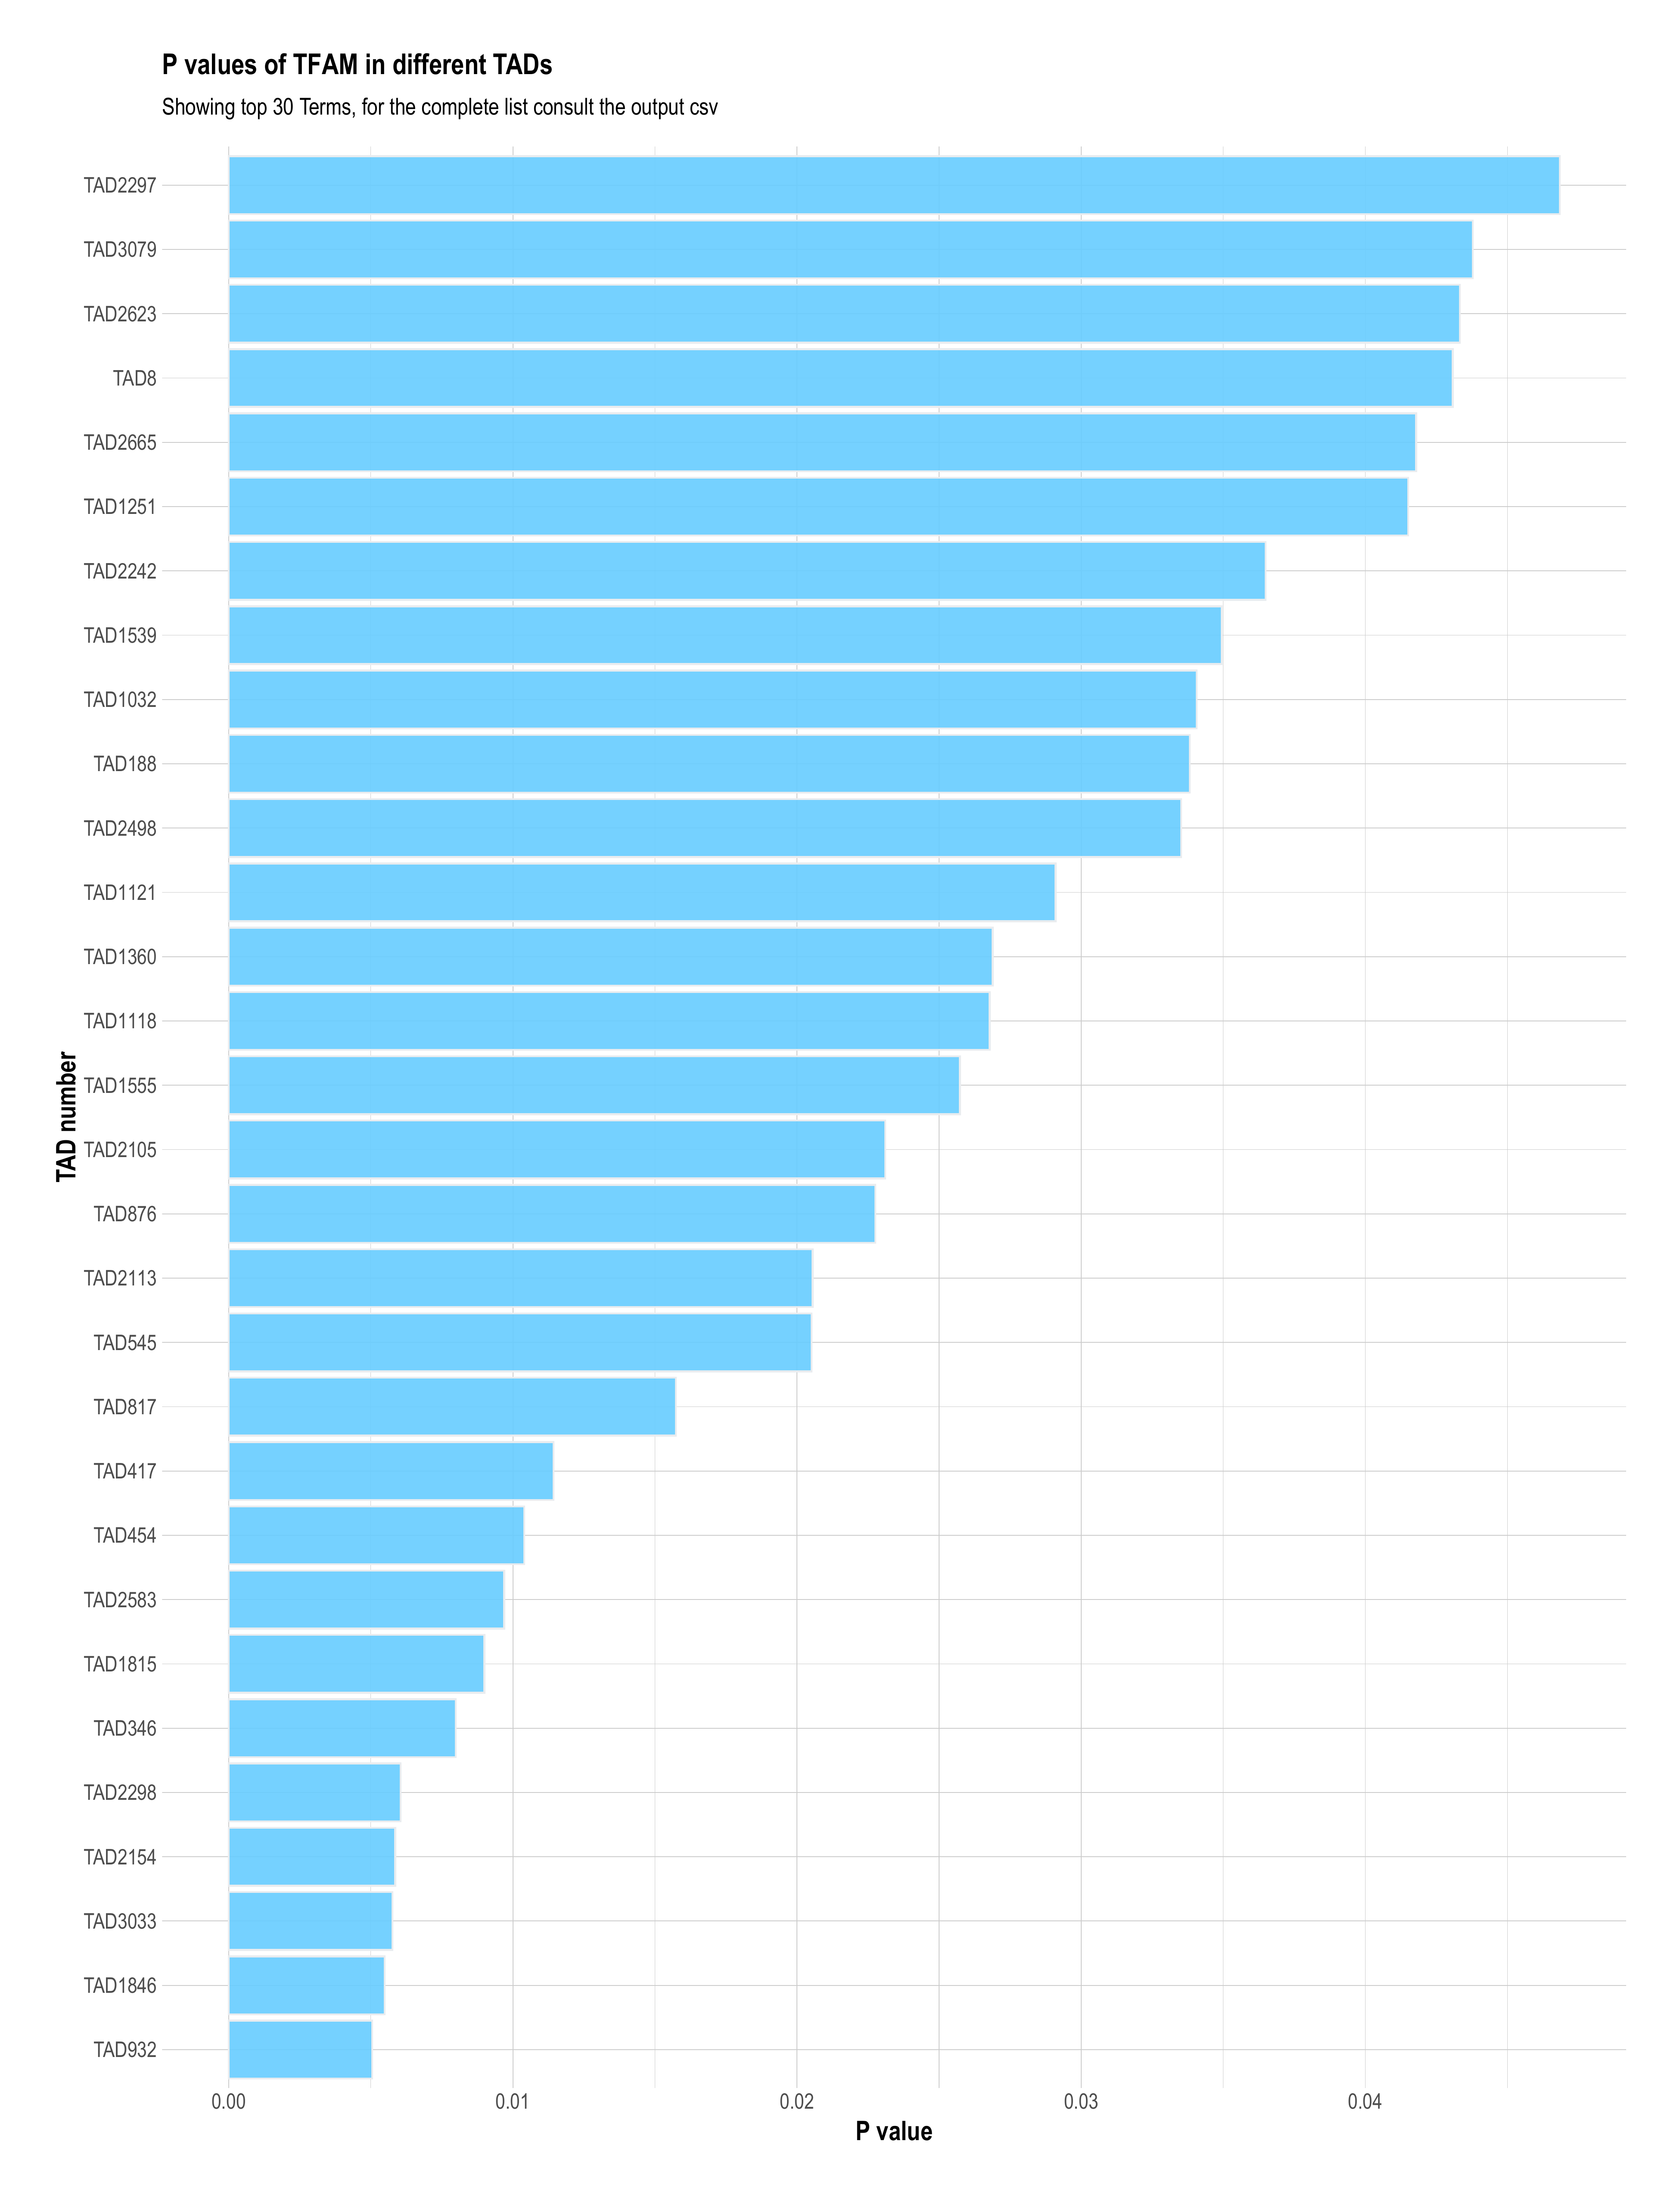 P values of TFAM in different TADs
Showing top 30 Terms, for the complete list consult the output csv
TAD2297
TAD3079
TAD2623
TAD8
TAD2665
TAD1251
TAD2242
TAD1539
TAD1032
TAD188
TAD2498
TAD1121
TAD1360
TAD1118
TAD1555
TAD2105
TAD876
TAD2113
TAD545
TAD817
TAD417
TAD454
TAD2583
TAD1815
TAD346
TAD2298
TAD2154
TAD3033
TAD1846
TAD932
TAD number
0.00 0.01 0.02 0.03 0.04
P value